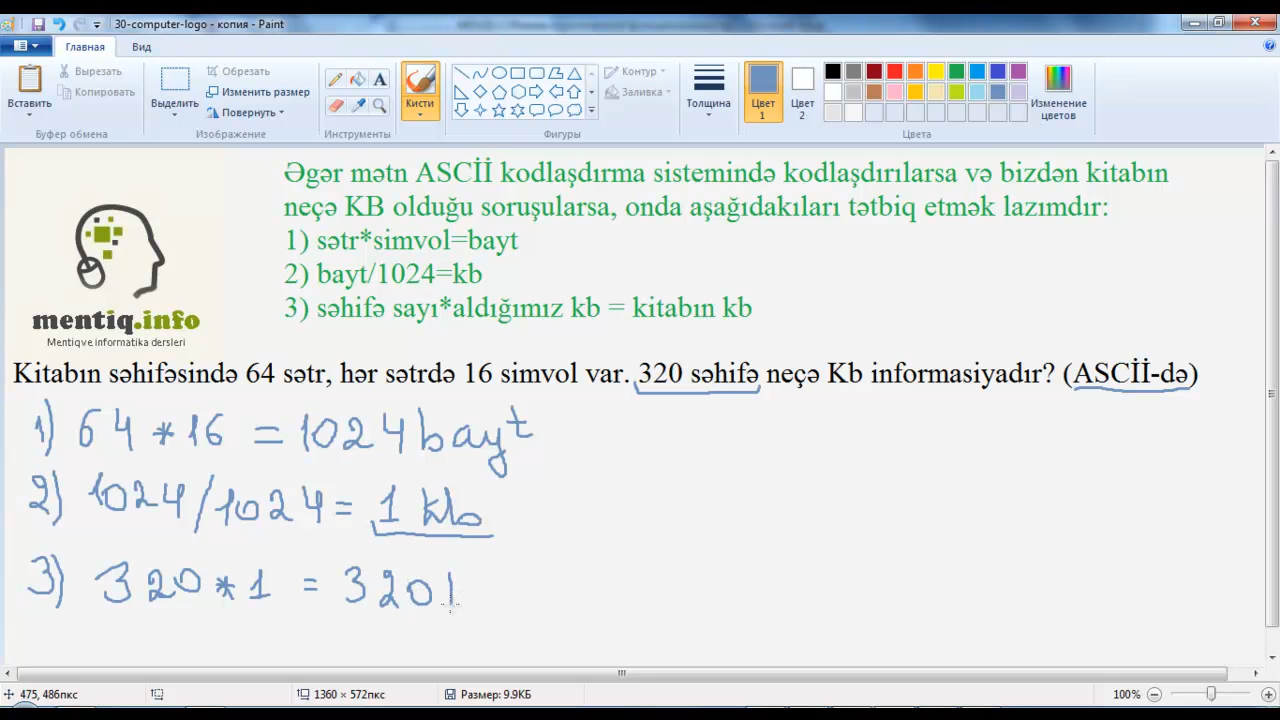 30-computer-logo - копия - Paint
Главная Вид
Вставить
Вырезать
Копировать
Буфер обмена
Выделить
Обрезать
Изменить размер
Повернуть
Изображение
A
Инструменты
Кисти
Контур
Заливка
Фигуры
Толщина
Цвет 1
Цвет 2
Изменение цветов
Цвета
Əgər mətn ASCİİ kodlaşdırma sistemində kodlaşdırılarsa və bizdən kitabın
neçə KB olduğu soruşularsa, onda aşağıdakıları tətbiq etmək lazımdır:
1) sətr*simvol=bayt
2) bayt/1024=kb
3) səhifə sayı*aldığımız kb = kitabın kb
mentiq.info
Mentiq ve informatika dersleri
Kitabın səhifəsində 64 sətr, hər sətrdə 16 simvol var. 320 səhifə neçə Kb informasiyadır? (ASCİİ-də)
1) 64 * 16 = 1024 bayt
2) 1024/1024 = 1 kb
3) 320 * 1 = 320
475, 486пкс
1360 × 572пкс
Размер: 9.9КБ
100%